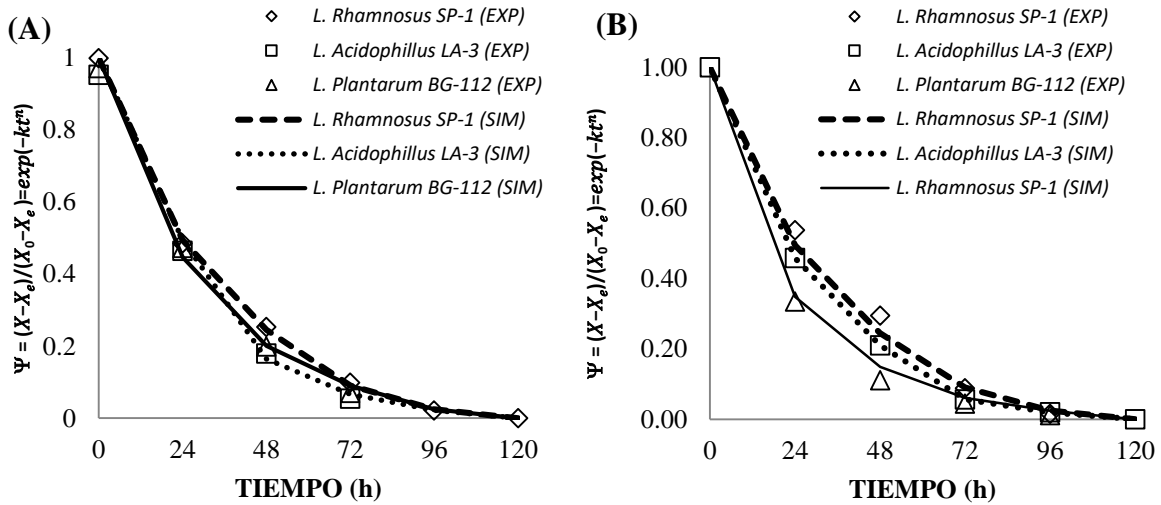 (A)
L. Rhamnosus SP-1 (EXP)
L. Acidophillus LA-3 (EXP)
L. Plantarum BG-112 (EXP)
L. Rhamnosus SP-1 (SIM)
L. Acidophillus LA-3 (SIM)
L. Plantarum BG-112 (SIM)
Ψ = (X−Xₑ)/(X₀−Xₑ)=exp(−ktⁿ)
1
0.8
0.6
0.4
0.2
0
0 24 48 72 96 120
TIEMPO (h)
(B)
L. Rhamnosus SP-1 (EXP)
L. Acidophillus LA-3 (EXP)
L. Plantarum BG-112 (EXP)
L. Rhamnosus SP-1 (SIM)
L. Acidophillus LA-3 (SIM)
L. Rhamnosus SP-1 (SIM)
Ψ = (X−Xₑ)/(X₀−Xₑ)=exp(−ktⁿ)
1.00
0.80
0.60
0.40
0.20
0.00
0 24 48 72 96 120
TIEMPO (h)